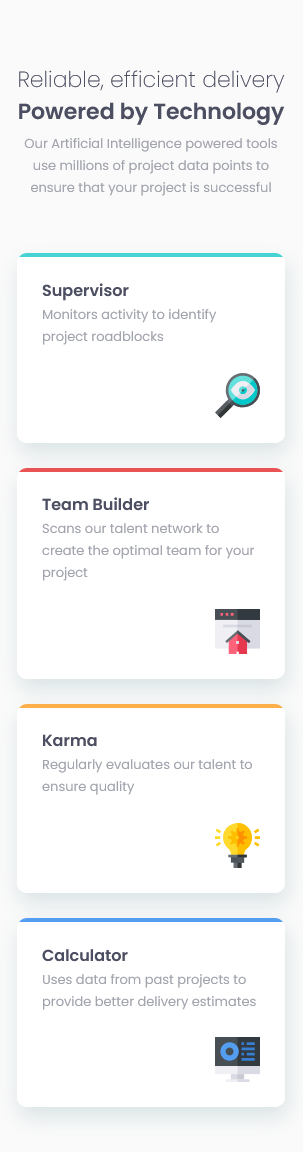 Reliable, efficient delivery
Powered by Technology
Our Artificial Intelligence powered tools
use millions of project data points to
ensure that your project is successful
Supervisor
Monitors activity to identify
project roadblocks
Team Builder
Scans our talent network to
create the optimal team for your
project
Karma
Regularly evaluates our talent to
ensure quality
Calculator
Uses data from past projects to
provide better delivery estimates